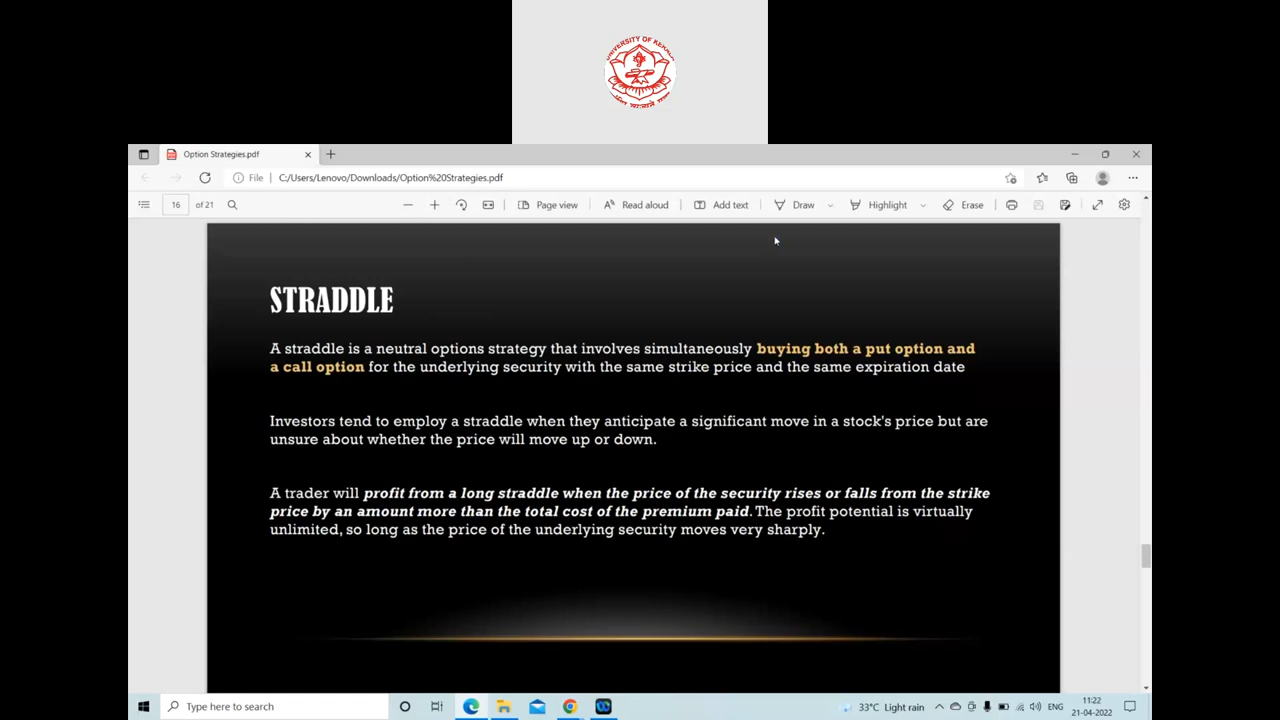 UNIVERSITY OF KERALA
Option Strategies.pdf
File
C:/Users/Lenovo/Downloads/Option%20Strategies.pdf
16 of 21
Page view
Read aloud
Add text
Draw
Highlight
Erase
STRADDLE
A straddle is a neutral options strategy that involves simultaneously buying both a put option and
a call option for the underlying security with the same strike price and the same expiration date
Investors tend to employ a straddle when they anticipate a significant move in a stock's price but are
unsure about whether the price will move up or down.
A trader will profit from a long straddle when the price of the security rises or falls from the strike
price by an amount more than the total cost of the premium paid. The profit potential is virtually
unlimited, so long as the price of the underlying security moves very sharply.
Type here to search
33°C Light rain
ENG
11:22
21-04-2022